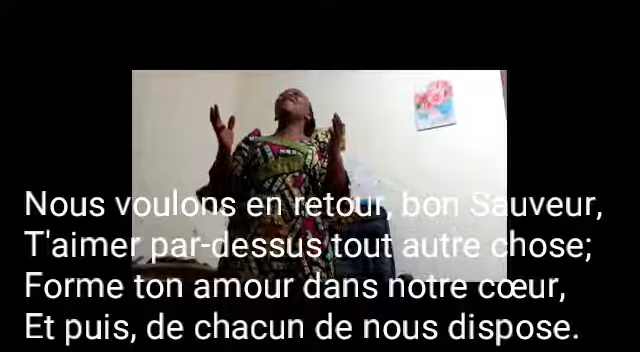 Nous voulons en retour, bon Sauveur,
T'aimer par-dessus tout autre chose;
Forme ton amour dans notre cœur,
Et puis, de chacun de nous dispose.